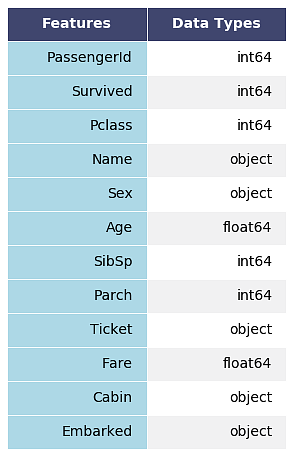 Features Data Types
PassengerId int64
Survived int64
Pclass int64
Name object
Sex object
Age float64
SibSp int64
Parch int64
Ticket object
Fare float64
Cabin object
Embarked object